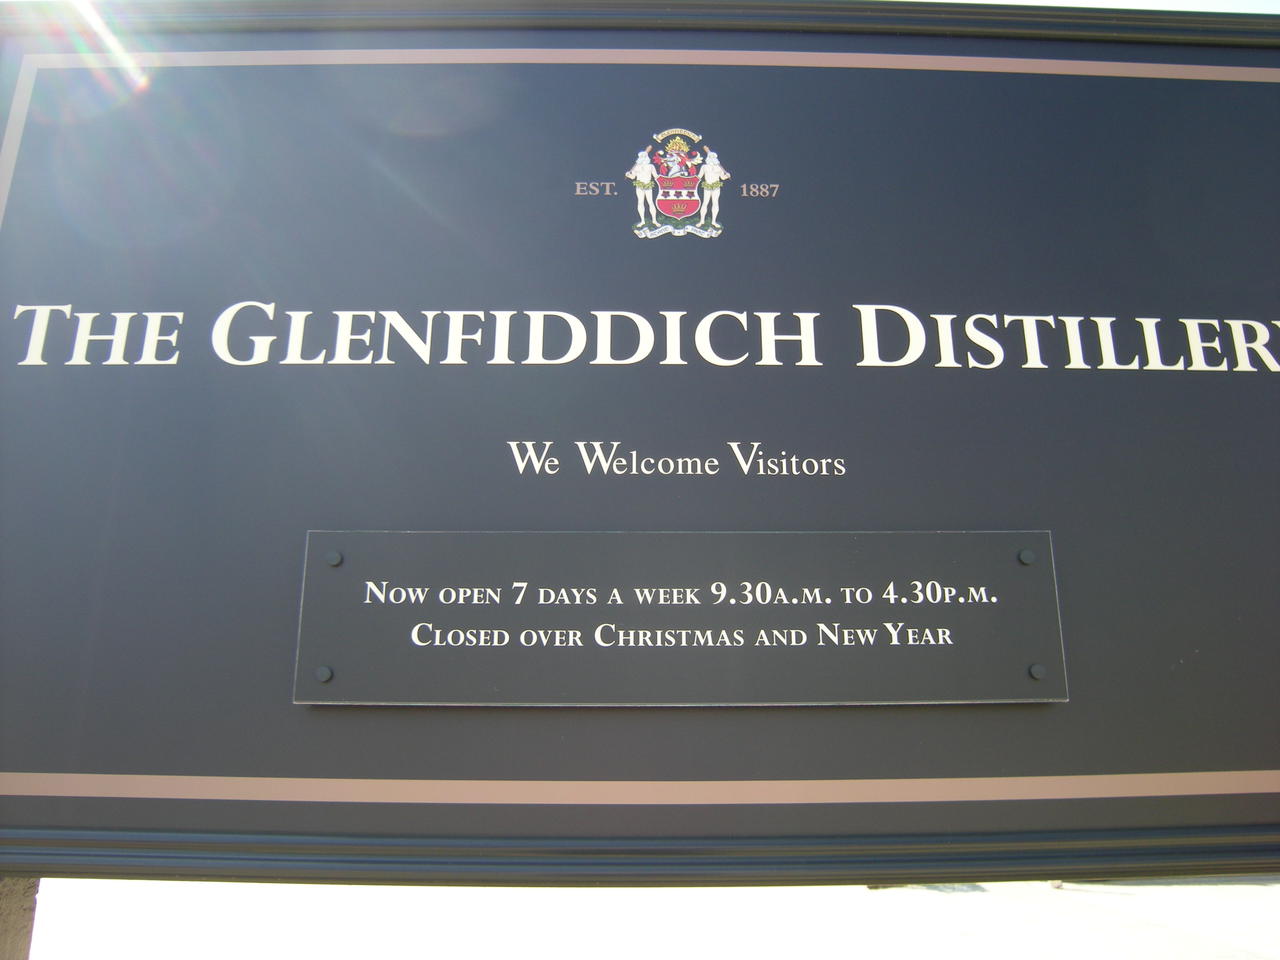 EST. 1887
THE GLENFIDDICH DISTILLERY
We Welcome Visitors
NOW OPEN 7 DAYS A WEEK 9.30A.M. TO 4.30P.M.
CLOSED OVER CHRISTMAS AND NEW YEAR